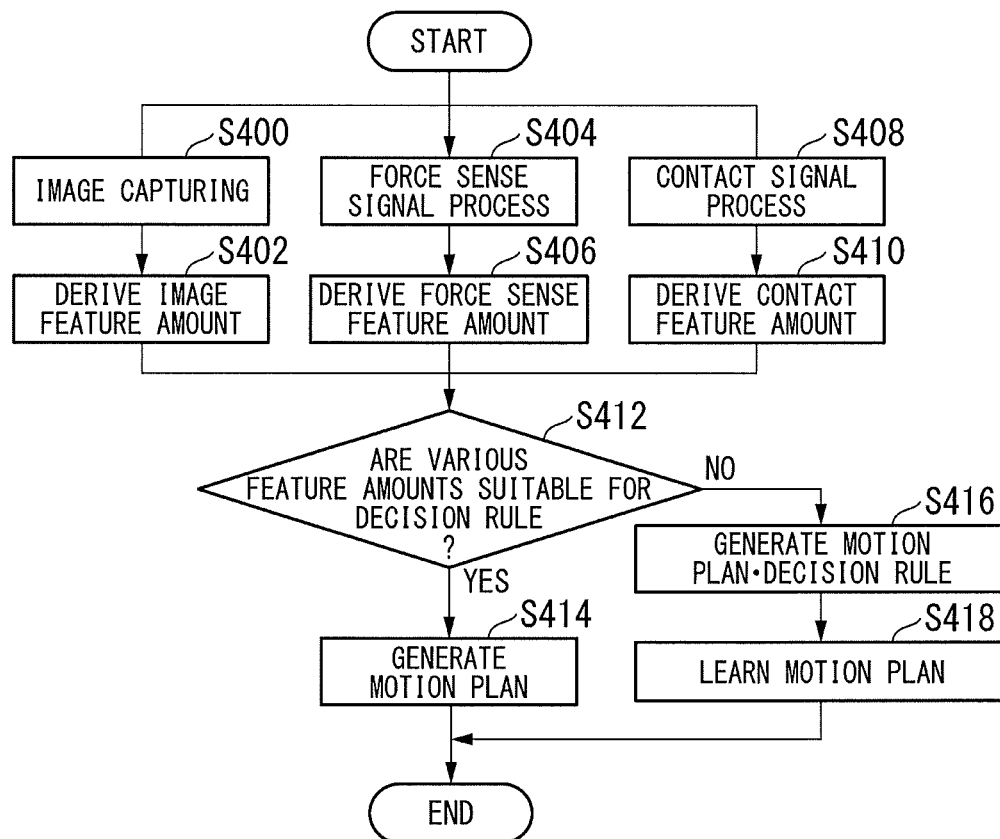 START
S400
IMAGE CAPTURING
S404
FORCE SENSE
SIGNAL PROCESS
S408
CONTACT SIGNAL
PROCESS
S402
DERIVE IMAGE
FEATURE AMOUNT
S406
DERIVE FORCE SENSE
FEATURE AMOUNT
S410
DERIVE CONTACT
FEATURE AMOUNT
S412
ARE VARIOUS
FEATURE AMOUNTS SUITABLE FOR
DECISION RULE
?
NO
YES
S416
GENERATE MOTION
PLAN・DECISION RULE
S414
GENERATE
MOTION PLAN
S418
LEARN MOTION PLAN
END